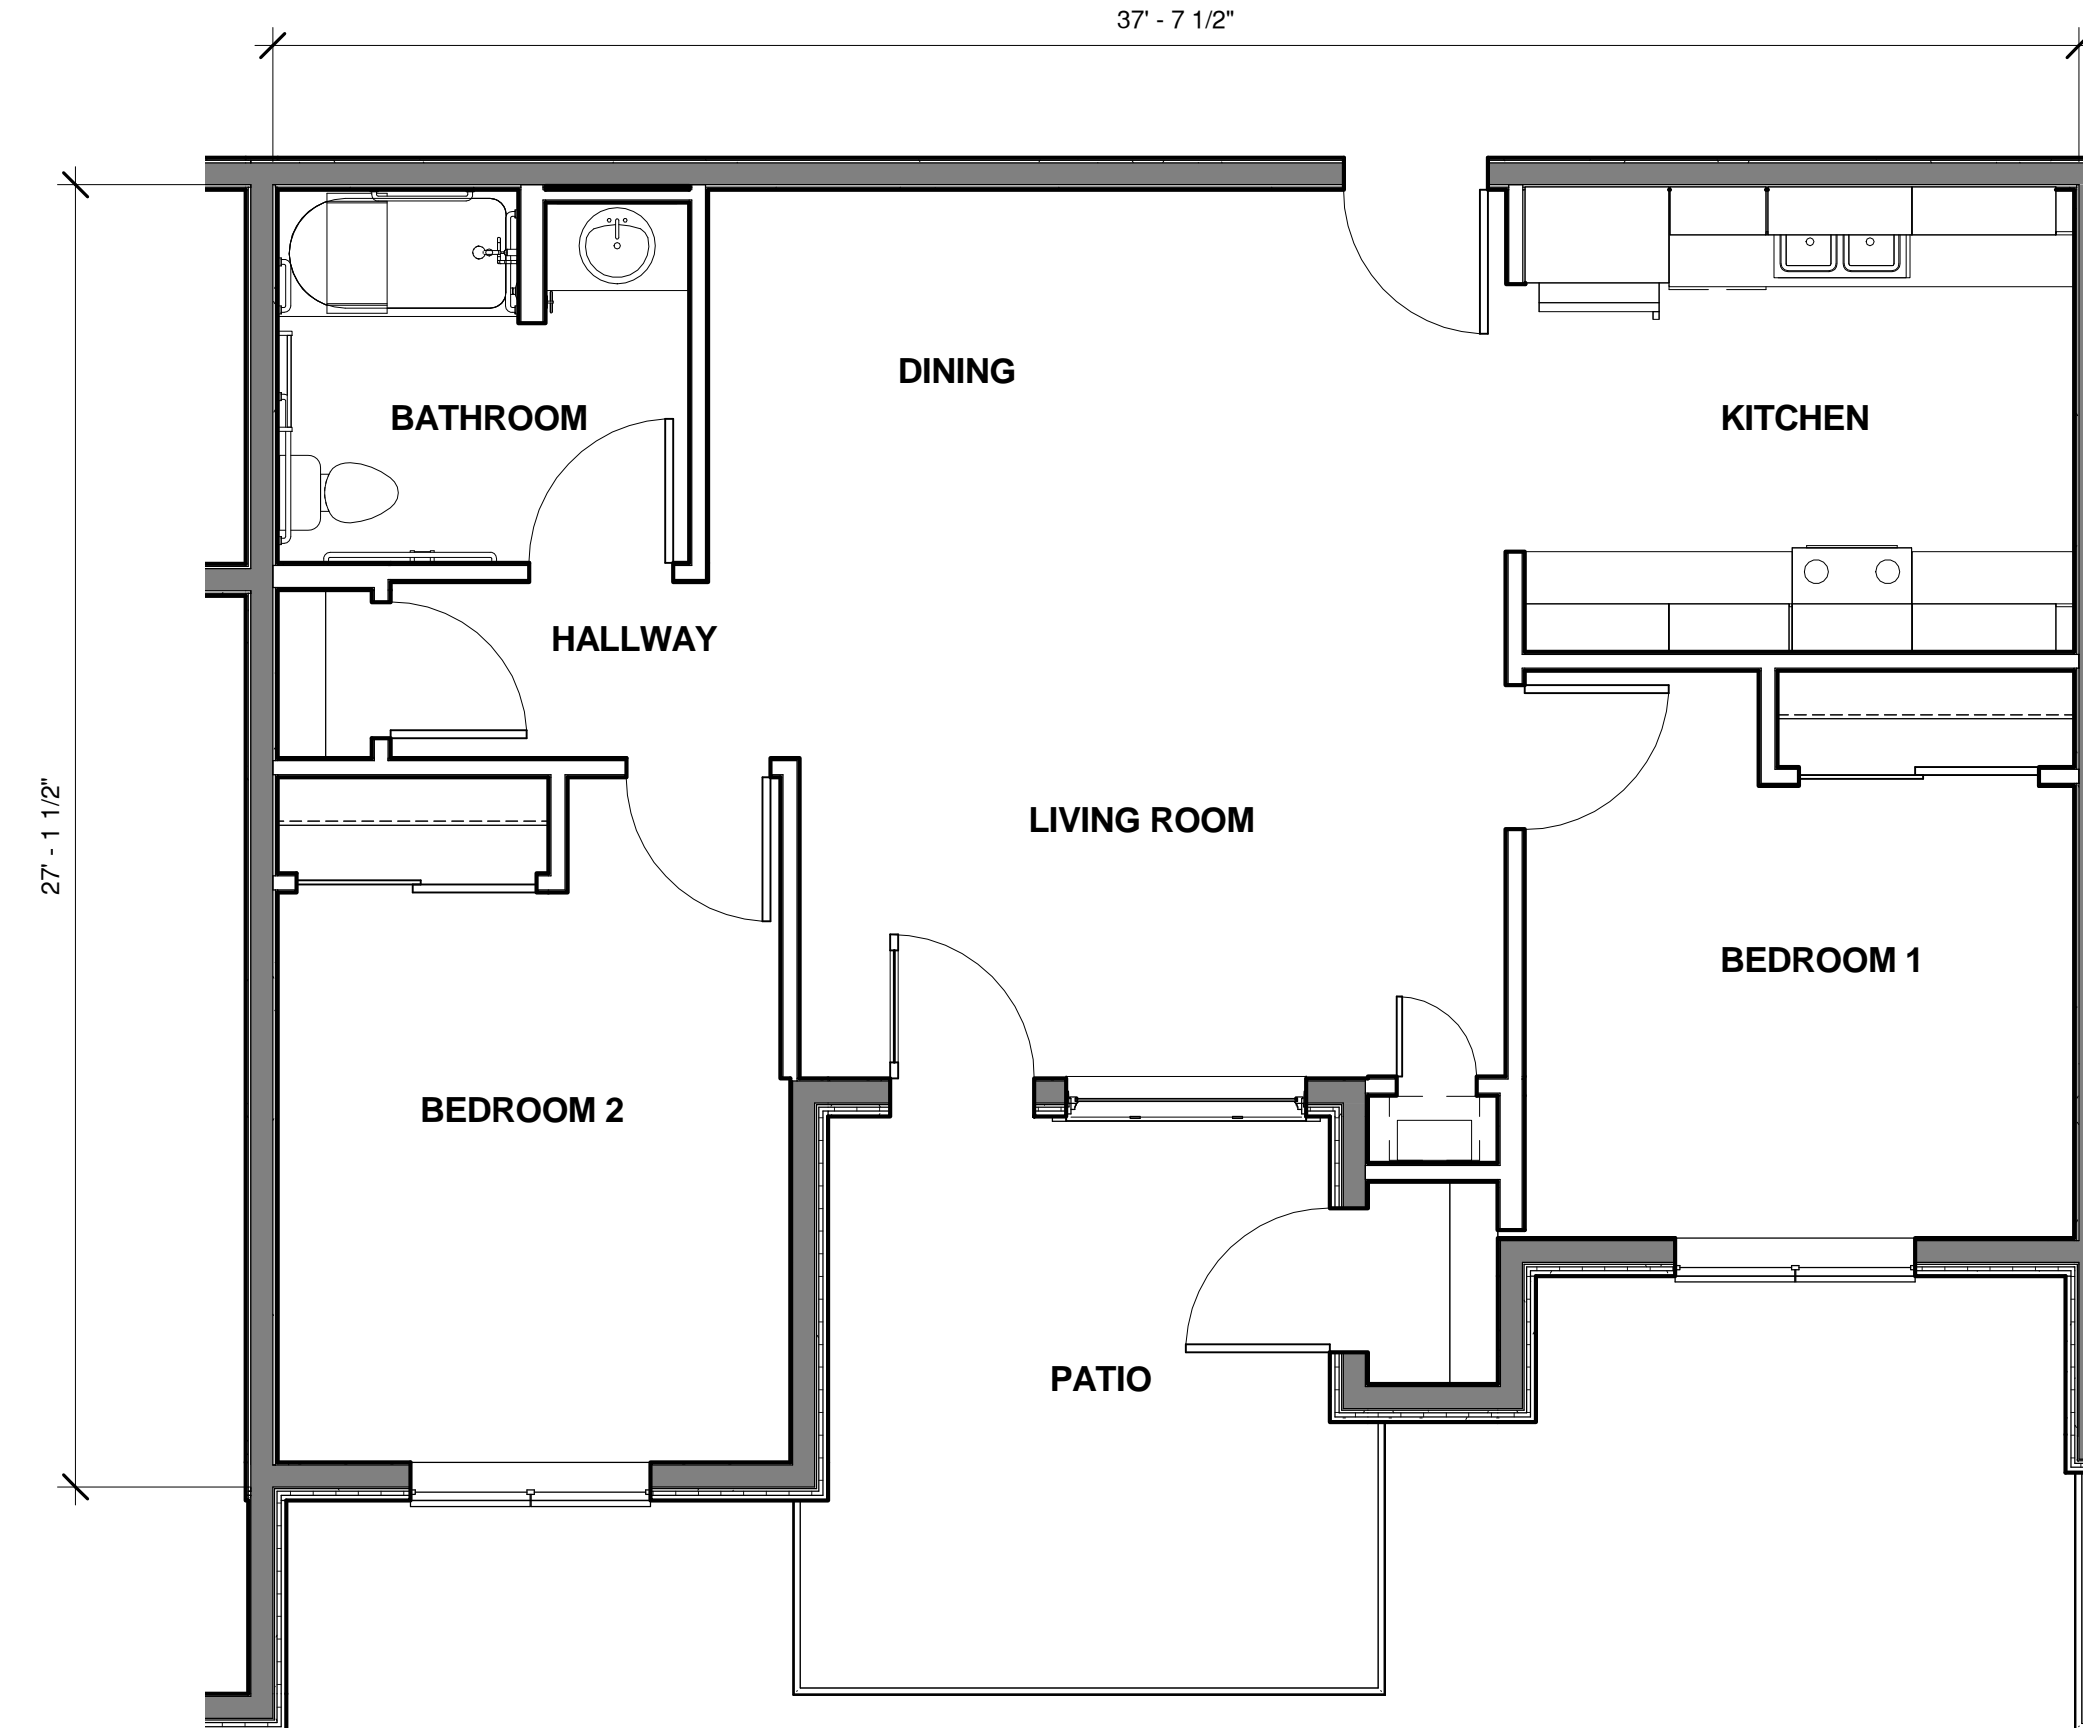 37' - 7 1/2"
DINING
BATHROOM
KITCHEN
HALLWAY
27' - 1 1/2"
LIVING ROOM
BEDROOM 1
BEDROOM 2
PATIO